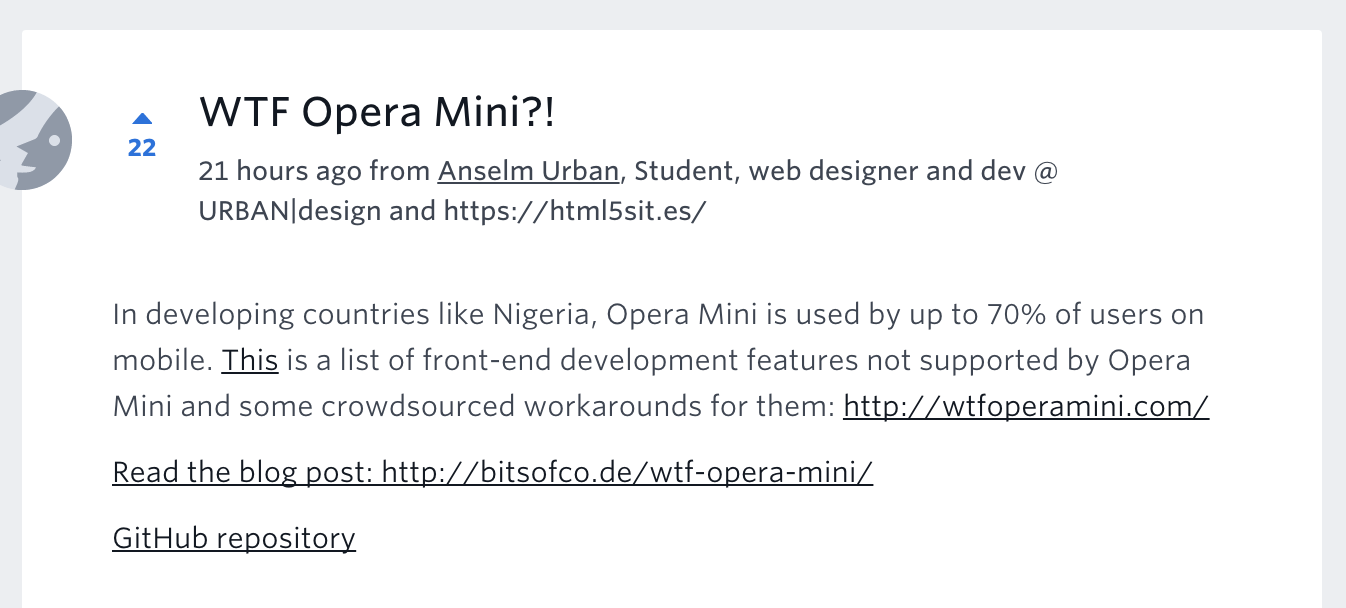 WTF Opera Mini?!
22
21 hours ago from Anselm Urban, Student, web designer and dev @
URBAN|design and https://html5sit.es/
In developing countries like Nigeria, Opera Mini is used by up to 70% of users on
mobile. This is a list of front-end development features not supported by Opera
Mini and some crowdsourced workarounds for them: http://wtfoperamini.com/
Read the blog post: http://bitsofco.de/wtf-opera-mini/
GitHub repository